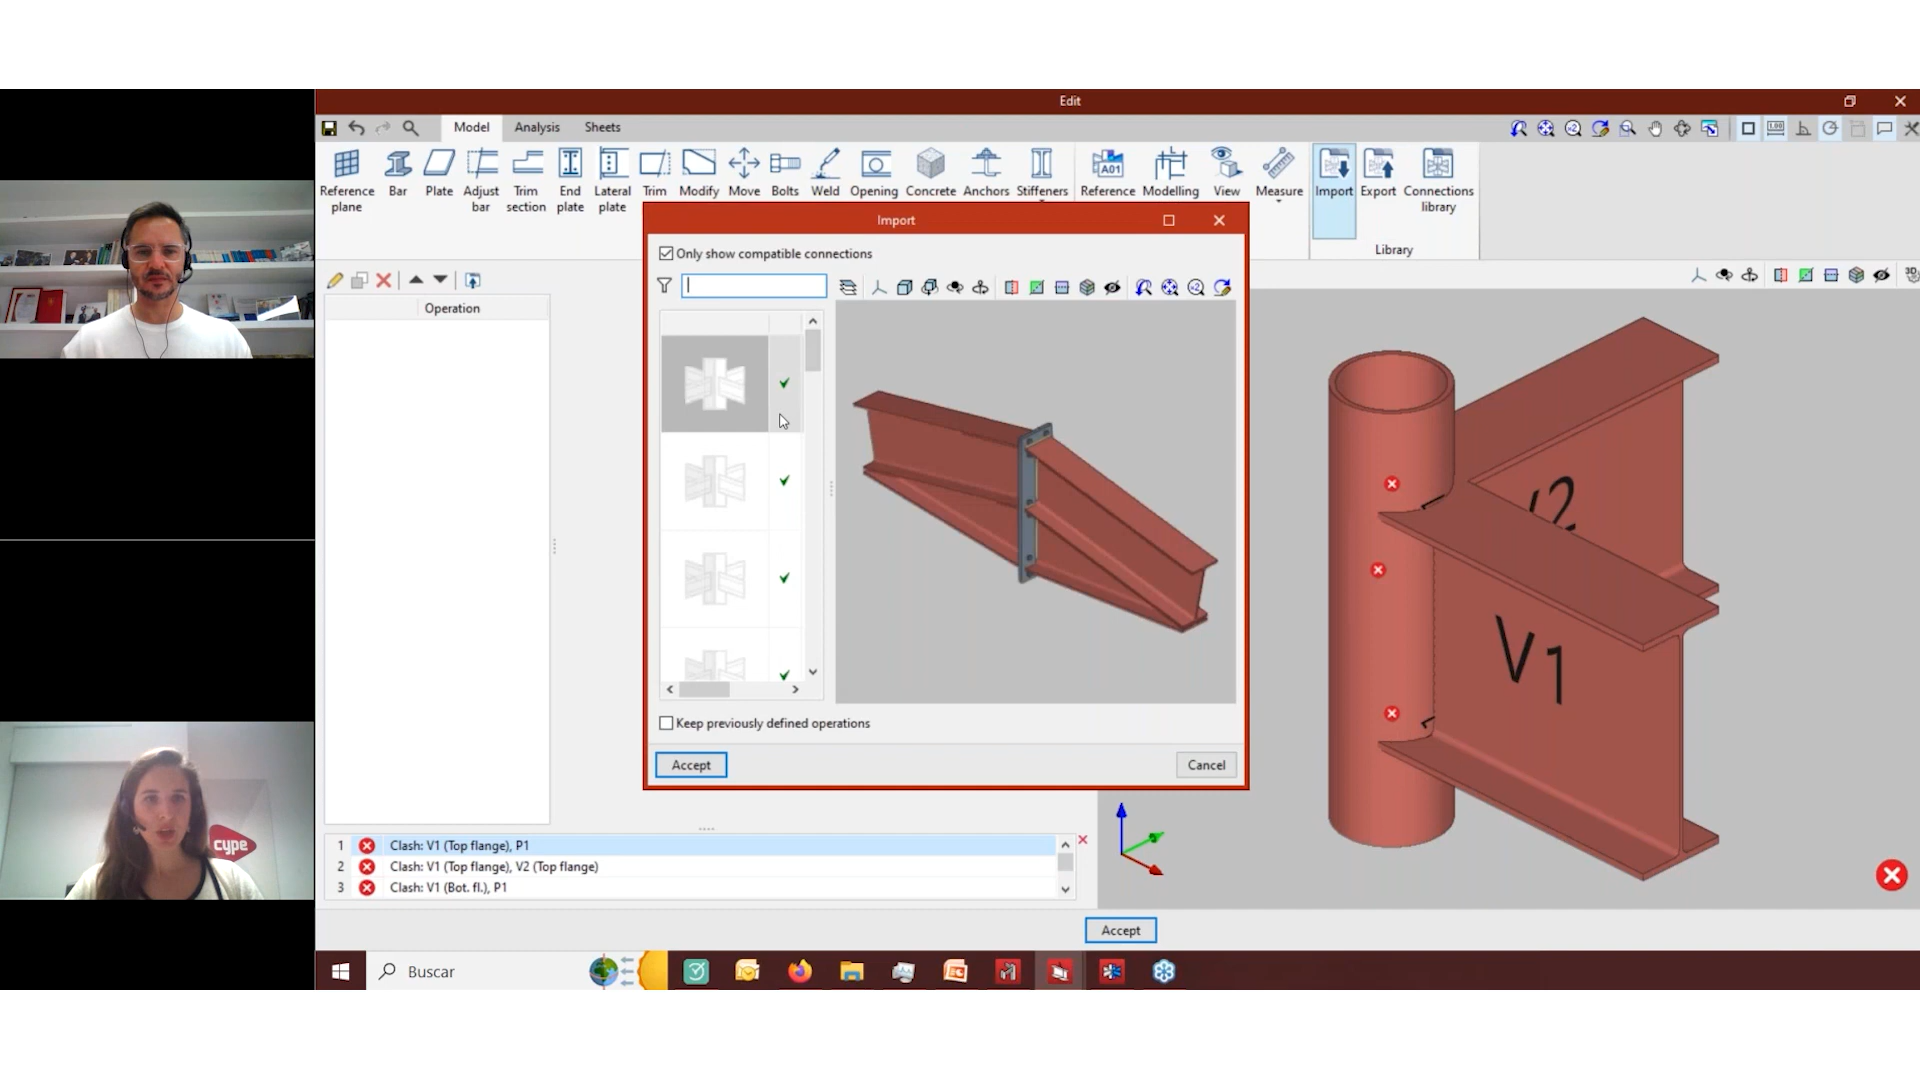 Edit
Model Analysis Sheets
Reference plane
Bar
Plate
Adjust bar
Trim section
End plate
Lateral plate
Trim
Modify
Move
Bolts
Weld
Opening
Concrete
Anchors
Stiffeners
Reference
Modelling
View
Measure
Import
Export
Connections library
Library
Import
Only show compatible connections
Operation
Keep previously defined operations
Accept Cancel
V2
V1
cype
1 Clash: V1 (Top flange), P1
2 Clash: V1 (Top flange), V2 (Top flange)
3 Clash: V1 (Bot. fl.), P1
Accept
Buscar